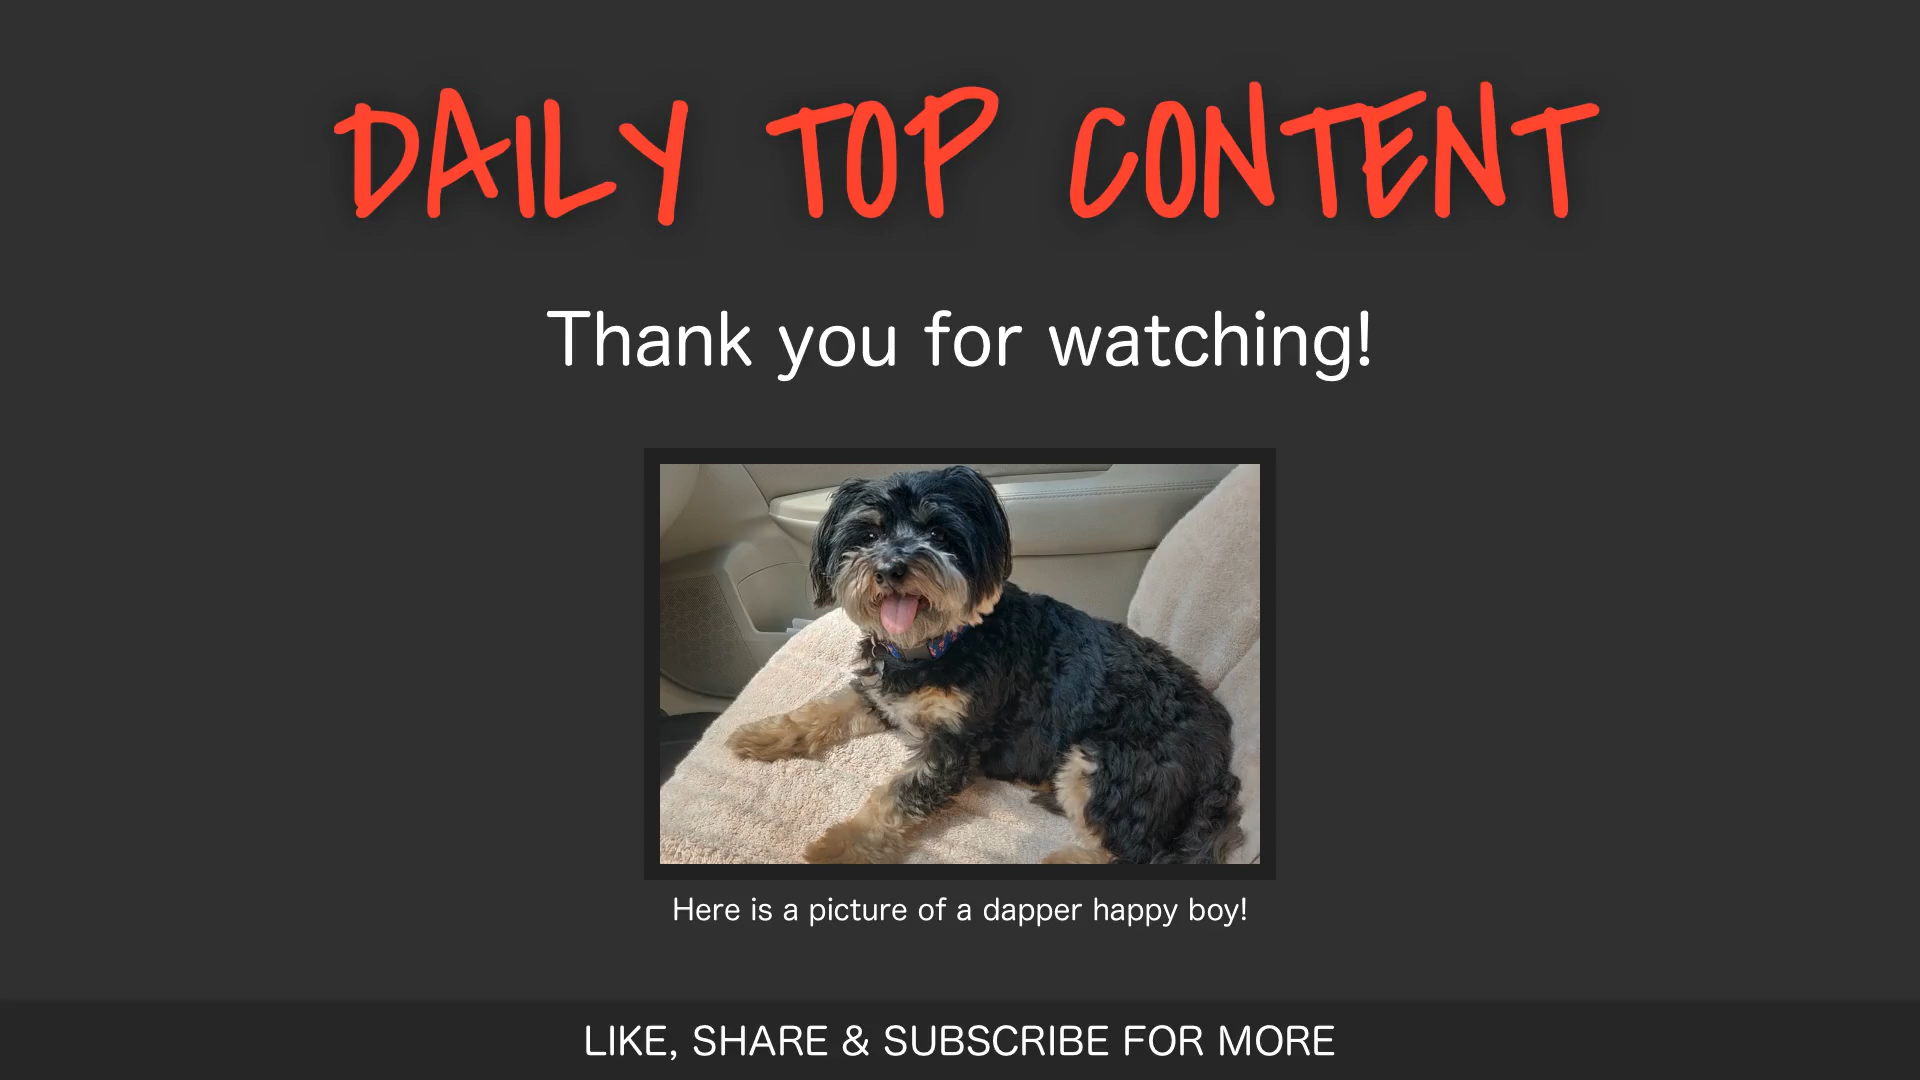 DAILY TOP CONTENT
Thank you for watching!
Here is a picture of a dapper happy boy!
LIKE, SHARE & SUBSCRIBE FOR MORE